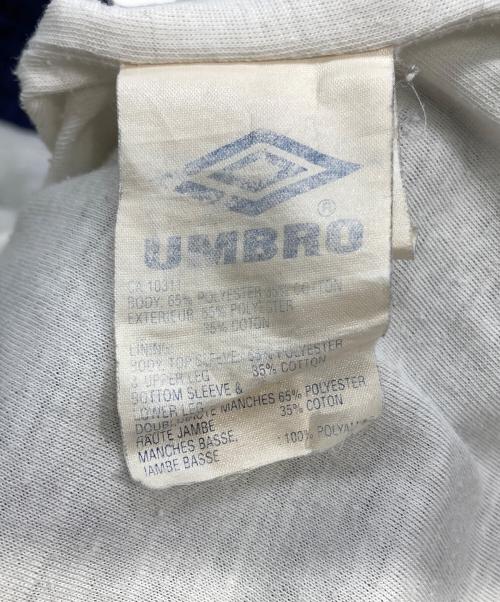 ®
UMBRO
CA 10311
BODY: 65% POLYESTER 35% COTTON
EXTERIEUR: 65% POLYESTER
35% COTON
LINING
BODY, TOP SLEEVE: 65% POLYESTER
& UPPER LEG 35% COTTON
BOTTOM SLEEVE &
LOWER LEG
DOUBLURE MANCHES 65% POLYESTER
HAUTE JAMBE 35% COTON
MANCHES BASSE,
JAMBE BASSE : 100% POLYAM